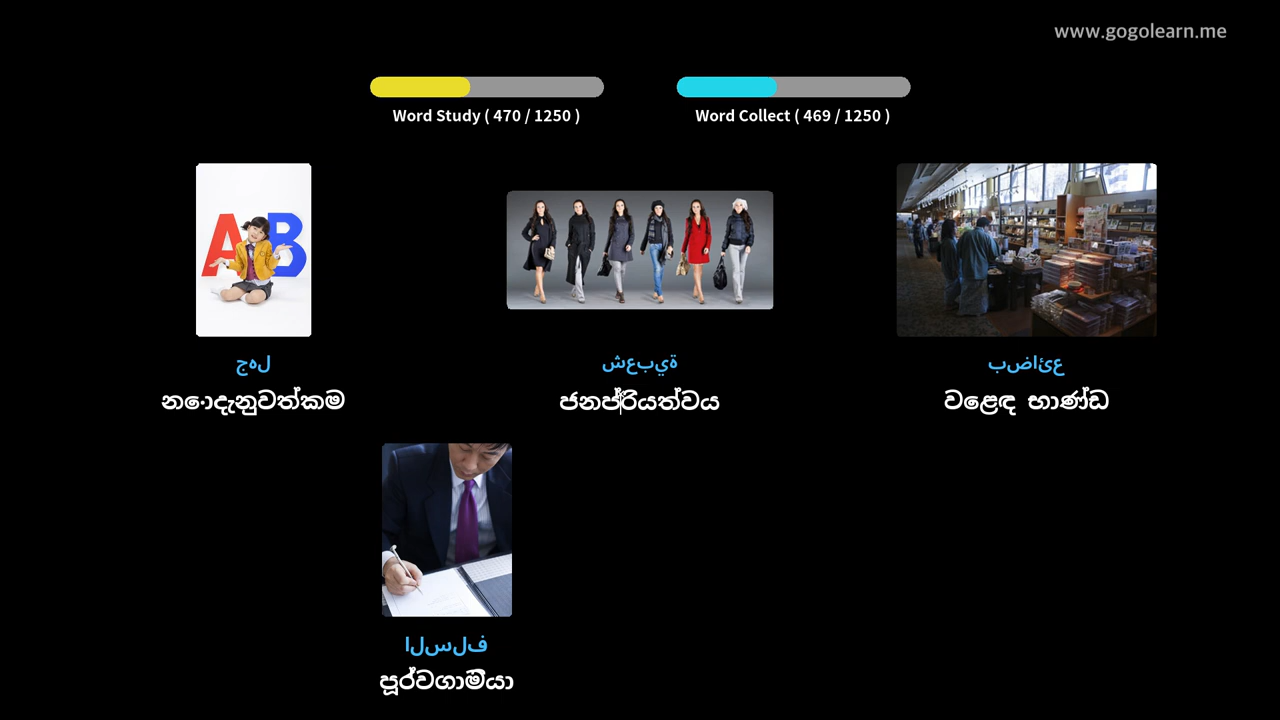 www.gogolearn.me
Word Study ( 470 / 1250 )
Word Collect ( 469 / 1250 )
جهل
නොදැනුවත්කම
شعبية
ජනප්‍රියත්වය
بضائع
වෙළඳ භාණ්ඩ
السلف
පූර්වගාමියා